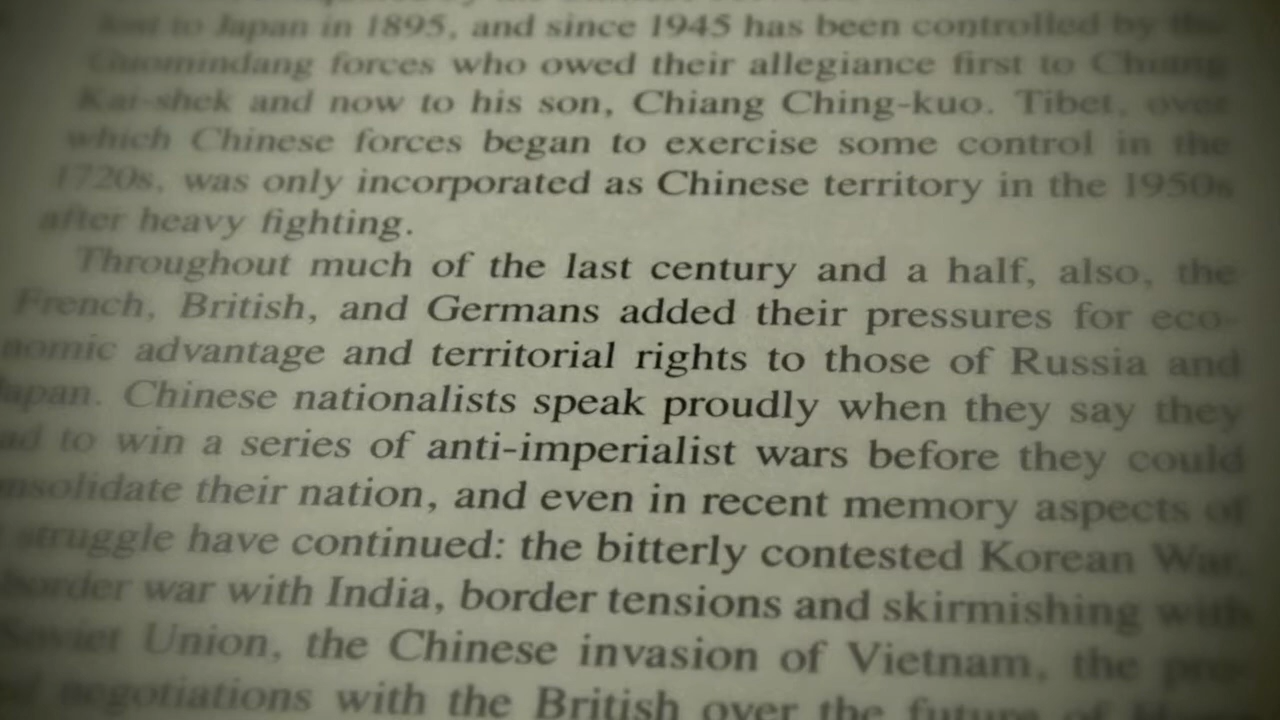 lost to Japan in 1895, and since 1945 has been controlled by the
Guomindang forces who owed their allegiance first to Chiang
Kai-shek and now to his son, Chiang Ching-kuo. Tibet, over
which Chinese forces began to exercise some control in the
1720s, was only incorporated as Chinese territory in the 1950s
after heavy fighting.
Throughout much of the last century and a half, also, the
French, British, and Germans added their pressures for eco-
nomic advantage and territorial rights to those of Russia and
Japan. Chinese nationalists speak proudly when they say they
ad to win a series of anti-imperialist wars before they could
nsolidate their nation, and even in recent memory aspects of
struggle have continued: the bitterly contested Korean War,
border war with India, border tensions and skirmishing with
Soviet Union, the Chinese invasion of Vietnam, the pro-
negotiations with the British over the future of